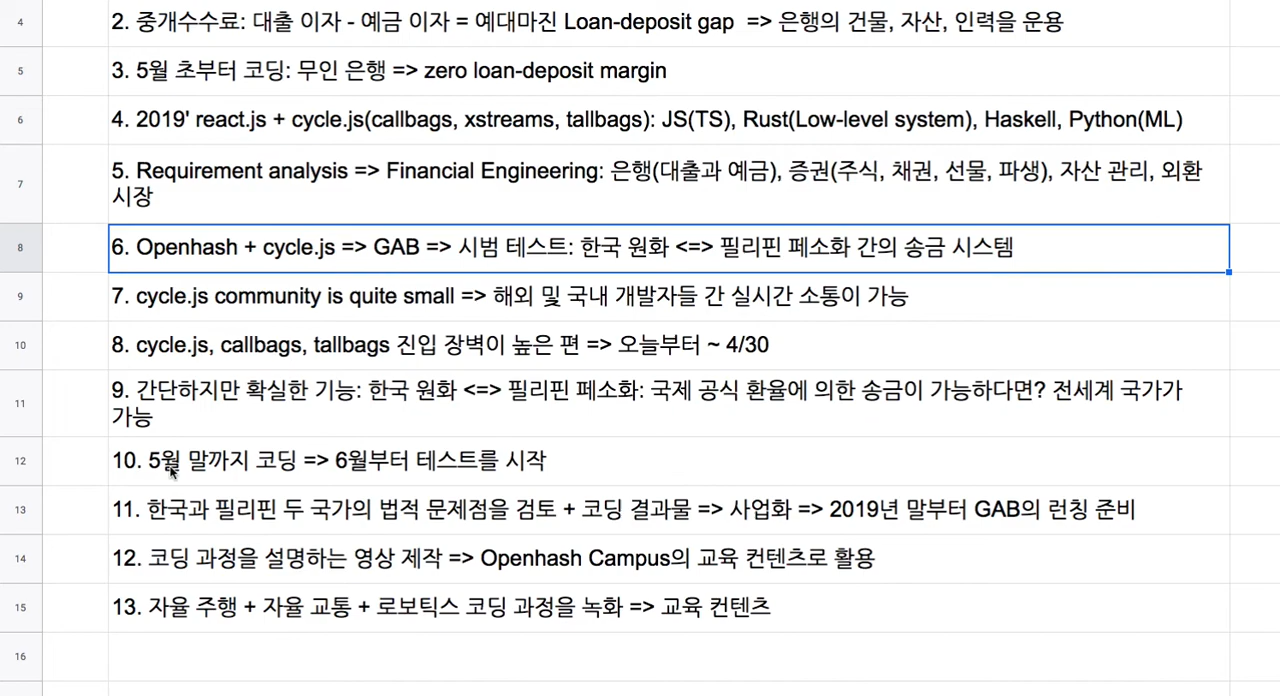 4
2. 중개수수료: 대출 이자 - 예금 이자 = 예대마진 Loan-deposit gap => 은행의 건물, 자산, 인력을 운용
5
3. 5월 초부터 코딩: 무인 은행 => zero loan-deposit margin
6
4. 2019' react.js + cycle.js(callbags, xstreams, tallbags): JS(TS), Rust(Low-level system), Haskell, Python(ML)
7
5. Requirement analysis => Financial Engineering: 은행(대출과 예금), 증권(주식, 채권, 선물, 파생), 자산 관리, 외환
시장
8
6. Openhash + cycle.js => GAB => 시범 테스트: 한국 원화 <=> 필리핀 페소화 간의 송금 시스템
9
7. cycle.js community is quite small => 해외 및 국내 개발자들 간 실시간 소통이 가능
10
8. cycle.js, callbags, tallbags 진입 장벽이 높은 편 => 오늘부터 ~ 4/30
11
9. 간단하지만 확실한 기능: 한국 원화 <=> 필리핀 페소화: 국제 공식 환율에 의한 송금이 가능하다면? 전세계 국가가
가능
12
10. 5월 말까지 코딩 => 6월부터 테스트를 시작
13
11. 한국과 필리핀 두 국가의 법적 문제점을 검토 + 코딩 결과물 => 사업화 => 2019년 말부터 GAB의 런칭 준비
14
12. 코딩 과정을 설명하는 영상 제작 => Openhash Campus의 교육 컨텐츠로 활용
15
13. 자율 주행 + 자율 교통 + 로보틱스 코딩 과정을 녹화 => 교육 컨텐츠
16